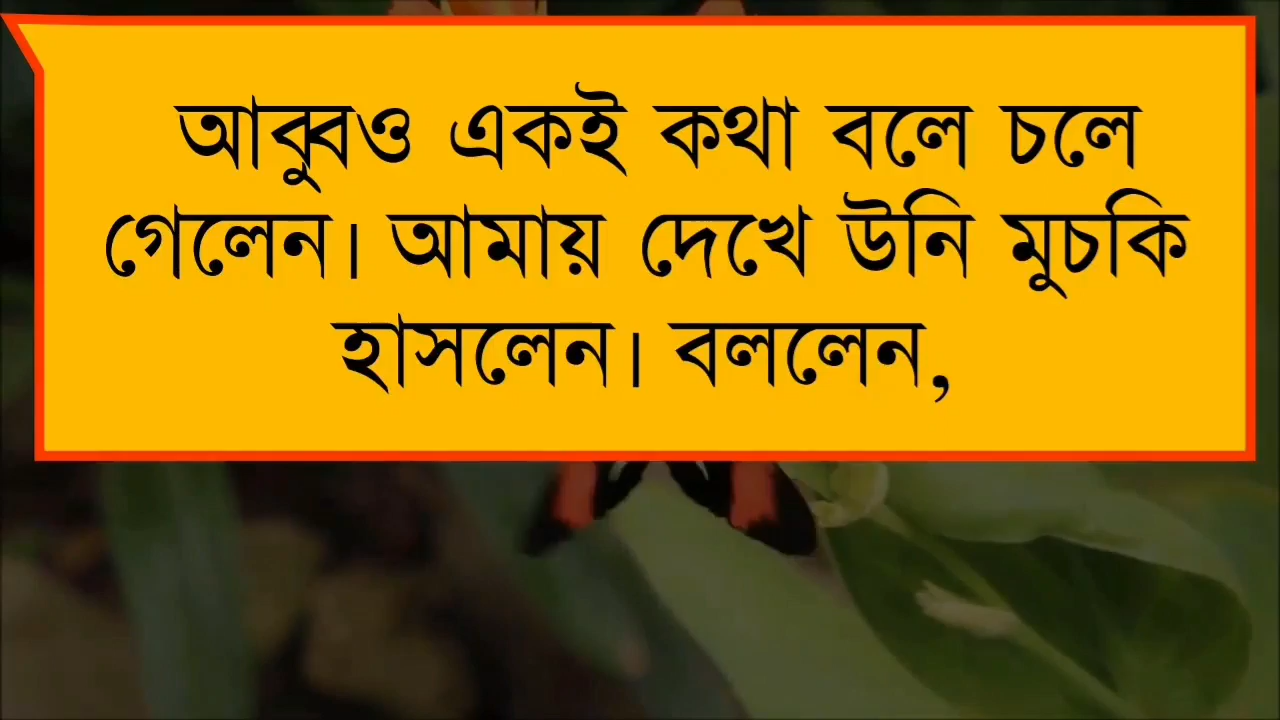 আব্বুও একই কথা বলে চলে
গেলেন। আমায় দেখে উনি মুচকি
হাসলেন। বললেন,